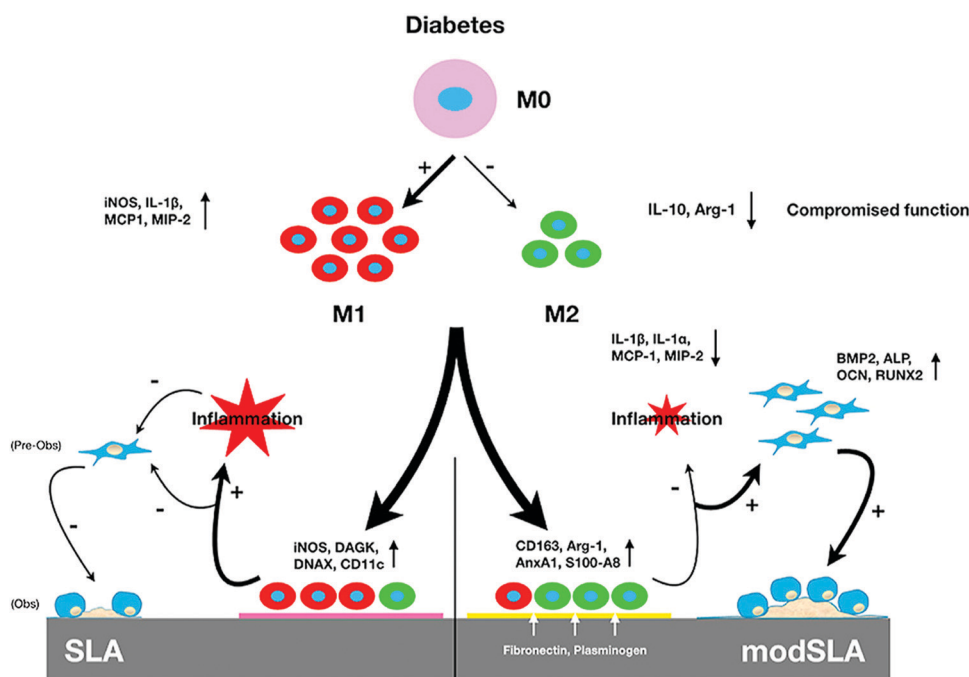 Diabetes
M0
+
-
iNOS, IL-1β,
MCP1, MIP-2
IL-10, Arg-1
Compromised function
M1
M2
IL-1β, IL-1α,
MCP-1, MIP-2
BMP2, ALP,
OCN, RUNX2
-
Inflammation
Inflammation
(Pre-Obs)
-
+
-
+
-
+
iNOS, DAGK,
DNAX, CD11c
CD163, Arg-1,
AnxA1, S100-A8
(Obs)
SLA
Fibronectin, Plasminogen
modSLA